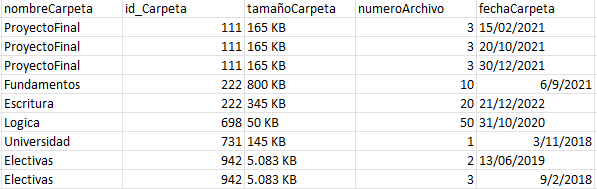 nombreCarpeta id_Carpeta tamañoCarpeta numeroArchivo fechaCarpeta
ProyectoFinal 111 165 KB 3 15/02/2021
ProyectoFinal 111 165 KB 3 20/10/2021
ProyectoFinal 111 165 KB 3 30/12/2021
Fundamentos 222 800 KB 10 6/9/2021
Escritura 222 345 KB 20 21/12/2022
Logica 698 50 KB 50 31/10/2020
Universidad 731 145 KB 1 3/11/2018
Electivas 942 5.083 KB 2 13/06/2019
Electivas 942 5.083 KB 3 9/2/2018